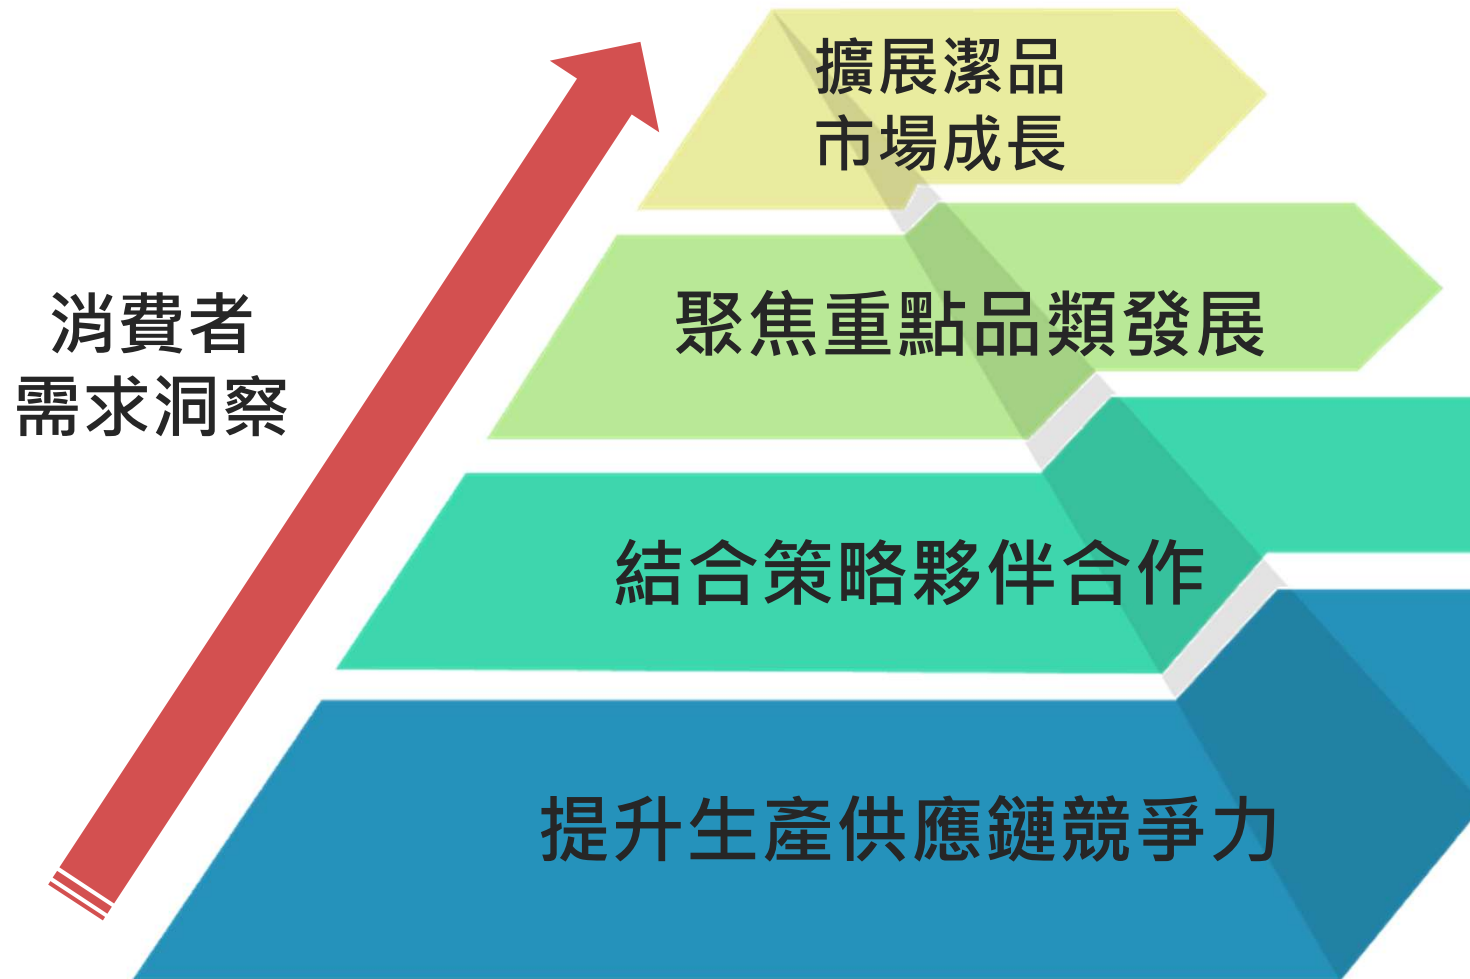 擴展潔品
市場成長
聚焦重點品類發展
消費者
需求洞察
結合策略夥伴合作
提升生產供應鏈競爭力